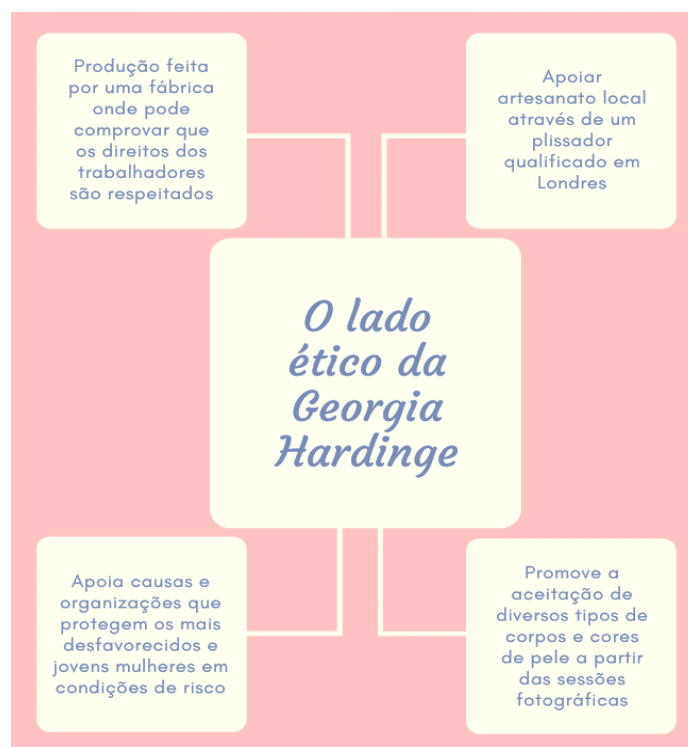 Produção feita
por uma fábrica
onde pode
comprovar que
os direitos dos
trabalhadores
são respeitados
Apoiar
artesanato local
através de um
plissador
qualificado em
Londres
O lado
ético da
Georgia
Hardinge
Apoia causas e
organizações que
protegem os mais
desfavorecidos e
jovens mulheres em
condições de risco
Promove a
aceitação de
diversos tipos de
corpos e cores
de pele a partir
das sessões
fotográficas